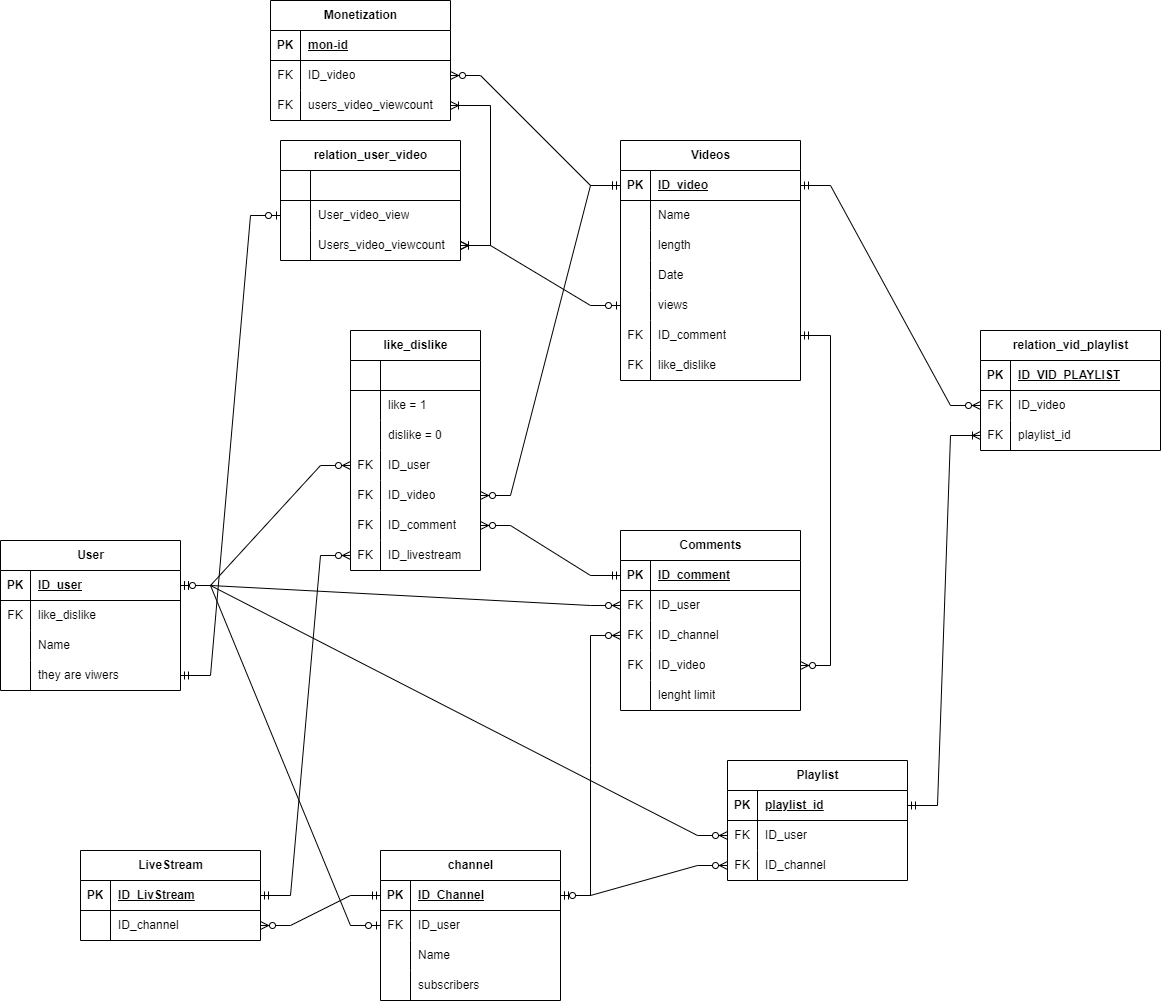 Monetization
PK mon-id
FK ID_video
FK users_video_viewcount
relation_user_video
User_video_view
Users_video_viewcount
Videos
PK ID_video
Name
length
Date
views
FK ID_comment
FK like_dislike
like_dislike
like = 1
dislike = 0
FK ID_user
FK ID_video
FK ID_comment
FK ID_livestream
relation_vid_playlist
PK ID_VID_PLAYLIST
FK ID_video
FK playlist_id
User
PK ID_user
FK like_dislike
Name
they are viwers
Comments
PK ID_comment
FK ID_user
FK ID_channel
FK ID_video
lenght limit
Playlist
PK playlist_id
FK ID_user
FK ID_channel
LiveStream
PK ID_LivStream
ID_channel
channel
PK ID_Channel
FK ID_user
Name
subscribers